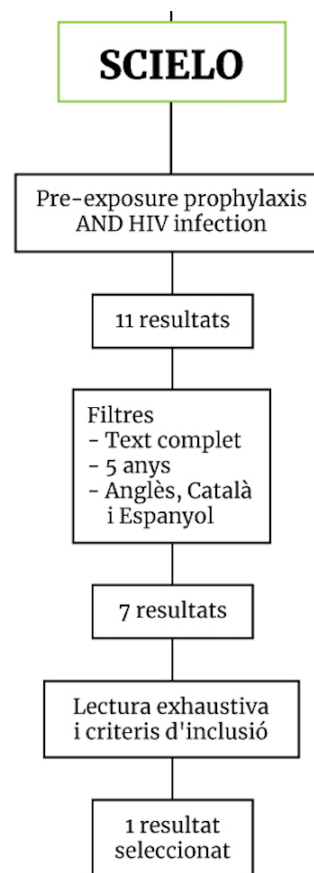 SCIELO
Pre-exposure prophylaxis
AND HIV infection
11 resultats
Filtres
- Text complet
- 5 anys
- Anglès, Català
i Espanyol
7 resultats
Lectura exhaustiva
i criteris d'inclusió
1 resultat
seleccionat